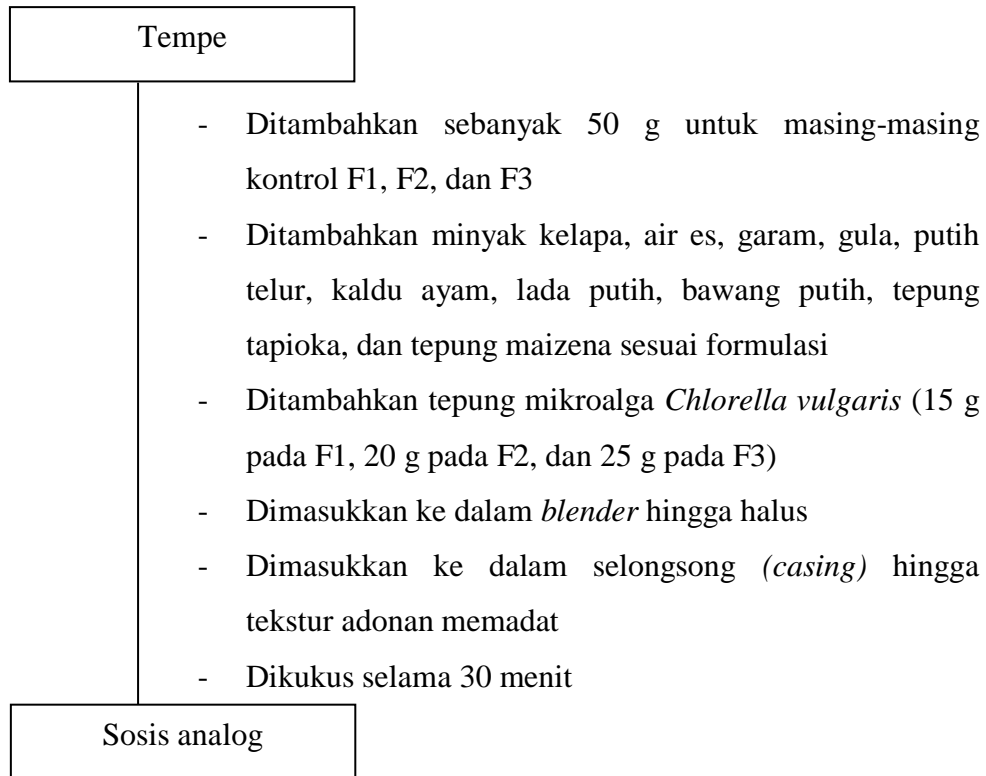 Tempe
- Ditambahkan sebanyak 50 g untuk masing-masing
kontrol F1, F2, dan F3
- Ditambahkan minyak kelapa, air es, garam, gula, putih
telur, kaldu ayam, lada putih, bawang putih, tepung
tapioka, dan tepung maizena sesuai formulasi
- Ditambahkan tepung mikroalga Chlorella vulgaris (15 g
pada F1, 20 g pada F2, dan 25 g pada F3)
- Dimasukkan ke dalam blender hingga halus
- Dimasukkan ke dalam selongsong (casing) hingga
tekstur adonan memadat
- Dikukus selama 30 menit
Sosis analog